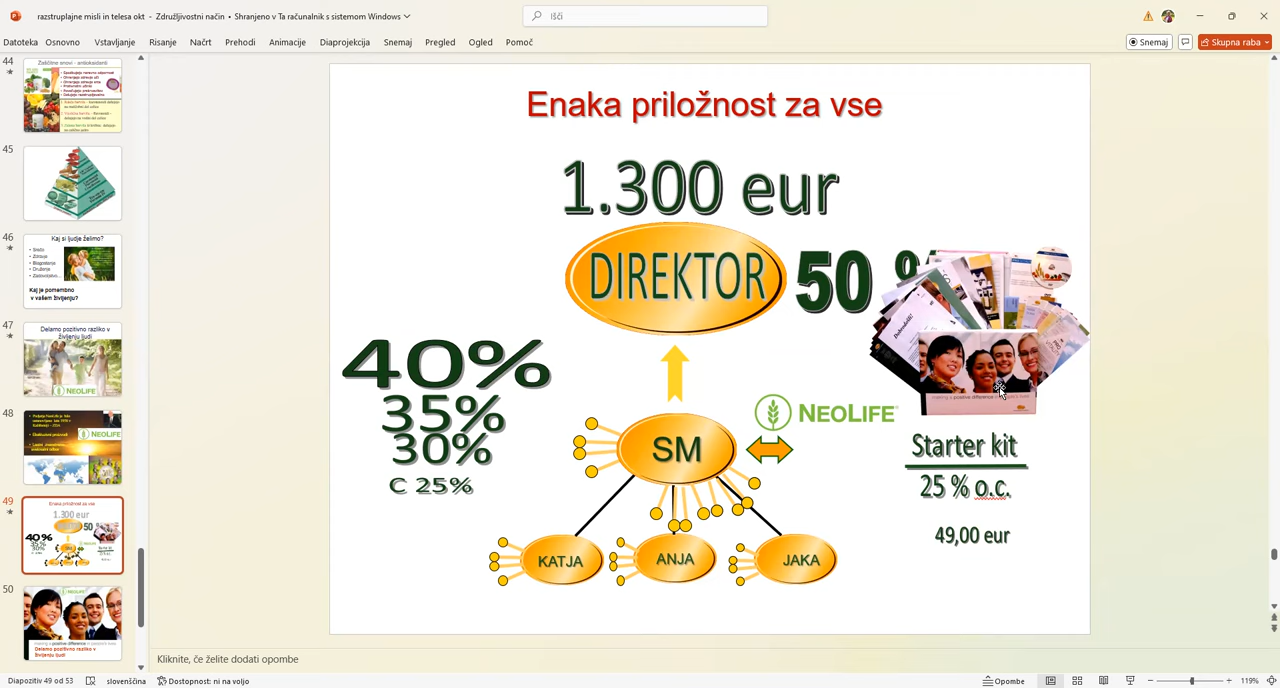 razstrupljajne misli in telesa okt - Združljivostni način • Shranjeno v Ta računalnik s sistemom Windows
Išči
Datoteka Osnovno Vstavljanje Risanje Načrt Prehodi Animacije Diaprojekcija Snemaj Pregled Ogled Pomoč
Snemaj
Skupna raba
44
45
46
Kaj si ljudje želimo?
Kaj je pomembno
v vašem življenju?
47
Delamo pozitivno razliko v
življenju ljudi
NEOLIFE
48
NEOLIFE
49
Enaka priložnost za vse
1.300 eur
50
Delamo pozitivno razliko v
življenju ljudi
Enaka priložnost za vse
1.300 eur
DIREKTOR
50 %
40%
35%
30%
C 25%
NEOLIFE
SM
Starter kit
25 % o.c.
49,00 eur
KATJA
ANJA
JAKA
Kliknite, če želite dodati opombe
Diapozitiv 49 od 53
slovenščina
Dostopnost: ni na voljo
Opombe
119%